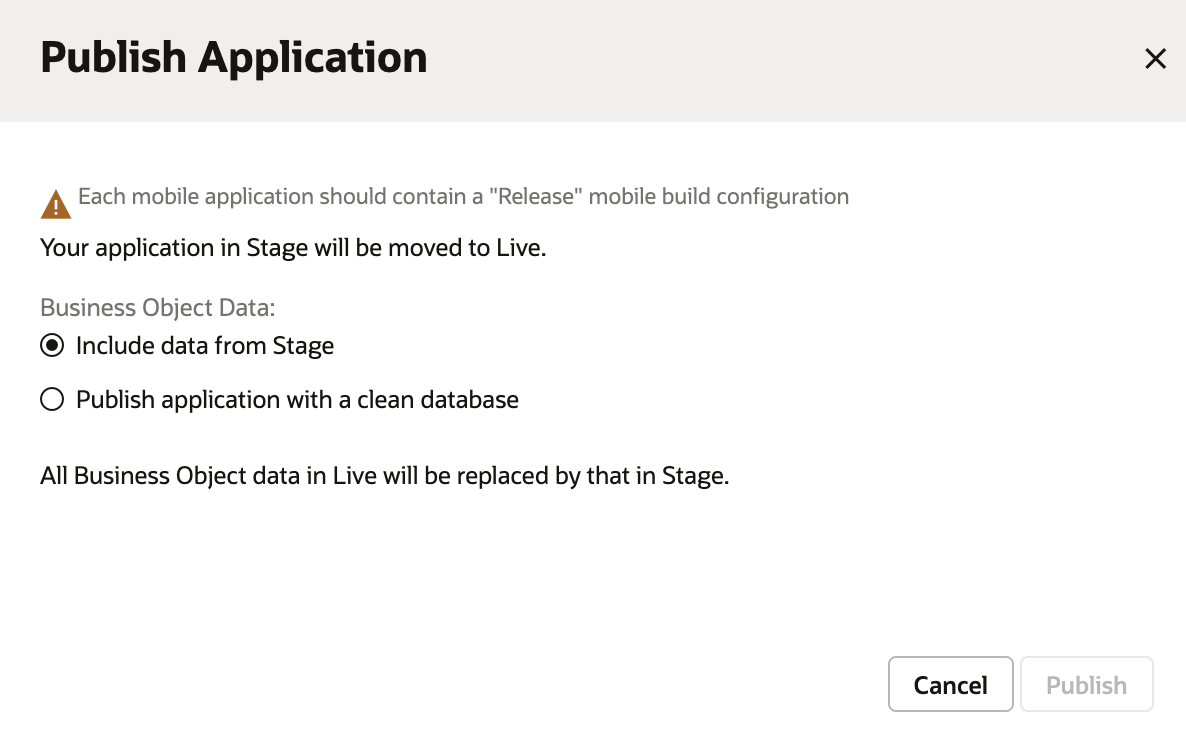 Publish Application
Each mobile application should contain a "Release" mobile build configuration
Your application in Stage will be moved to Live.
Business Object Data:
Include data from Stage
Publish application with a clean database
All Business Object data in Live will be replaced by that in Stage.
Cancel Publish